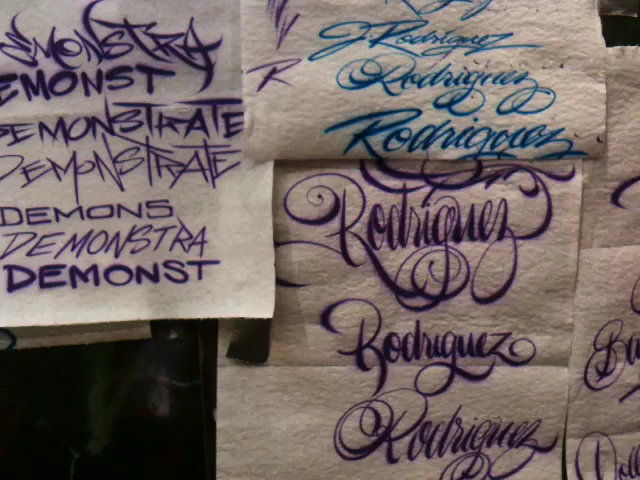 DEMONSTRA
DEMONST
DEMONSTRATE
DEMONSTRATE
DEMONS
DEMONSTRA
DEMONST
R
J. Rodriguez
Rodriguez
Rodriguez
Rodriguez
Rodriguez
Rodriguez